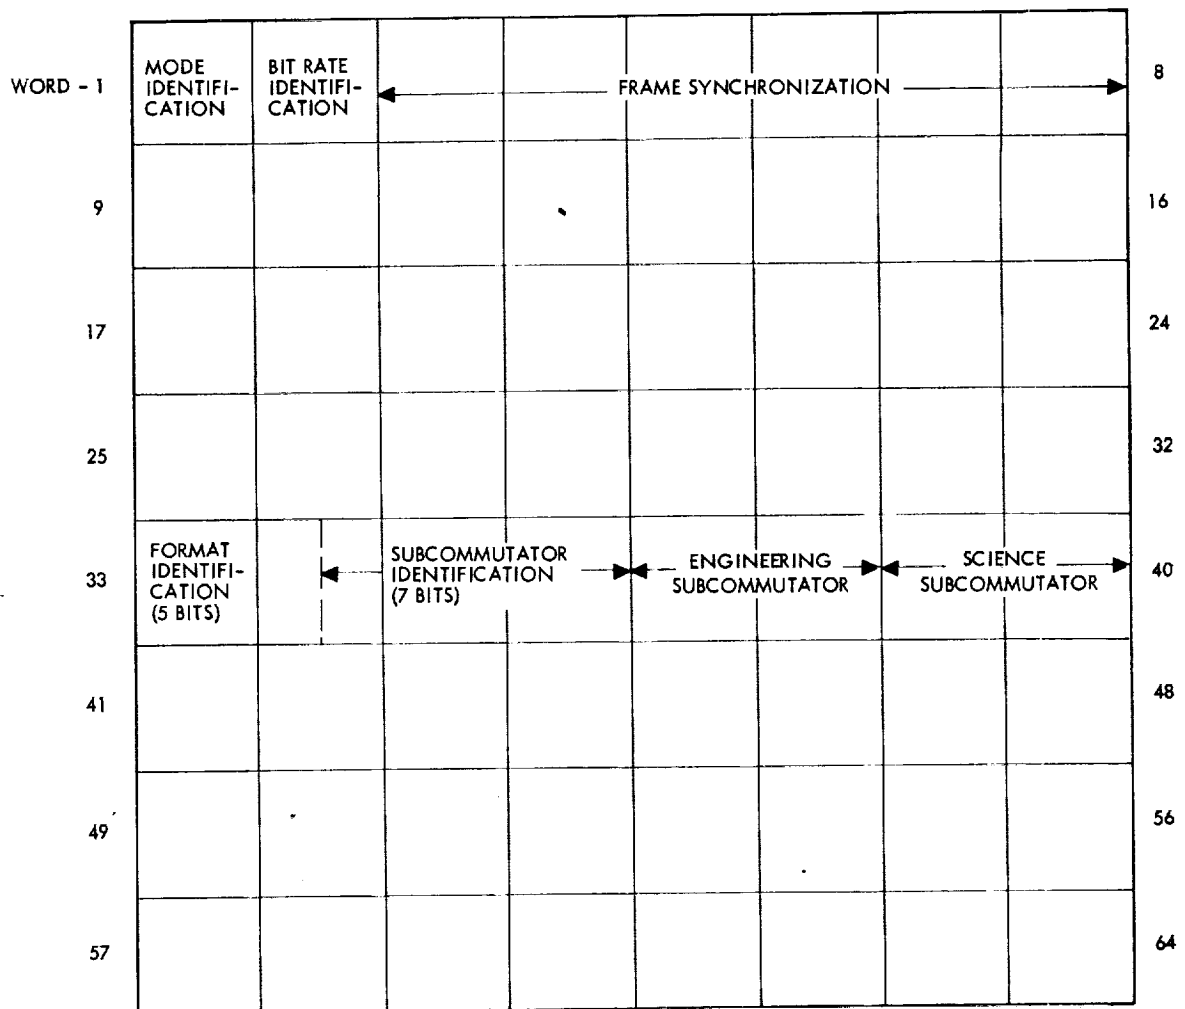 WORD - 1
MODE
IDENTIFI-
CATION
BIT RATE
IDENTIFI-
CATION
FRAME SYNCHRONIZATION
8
9
16
17
24
25
32
33
FORMAT
IDENTIFI-
CATION
(5 BITS)
SUBCOMMUTATOR
IDENTIFICATION
(7 BITS)
ENGINEERING
SUBCOMMUTATOR
SCIENCE
SUBCOMMUTATOR
40
41
48
49
56
57
64